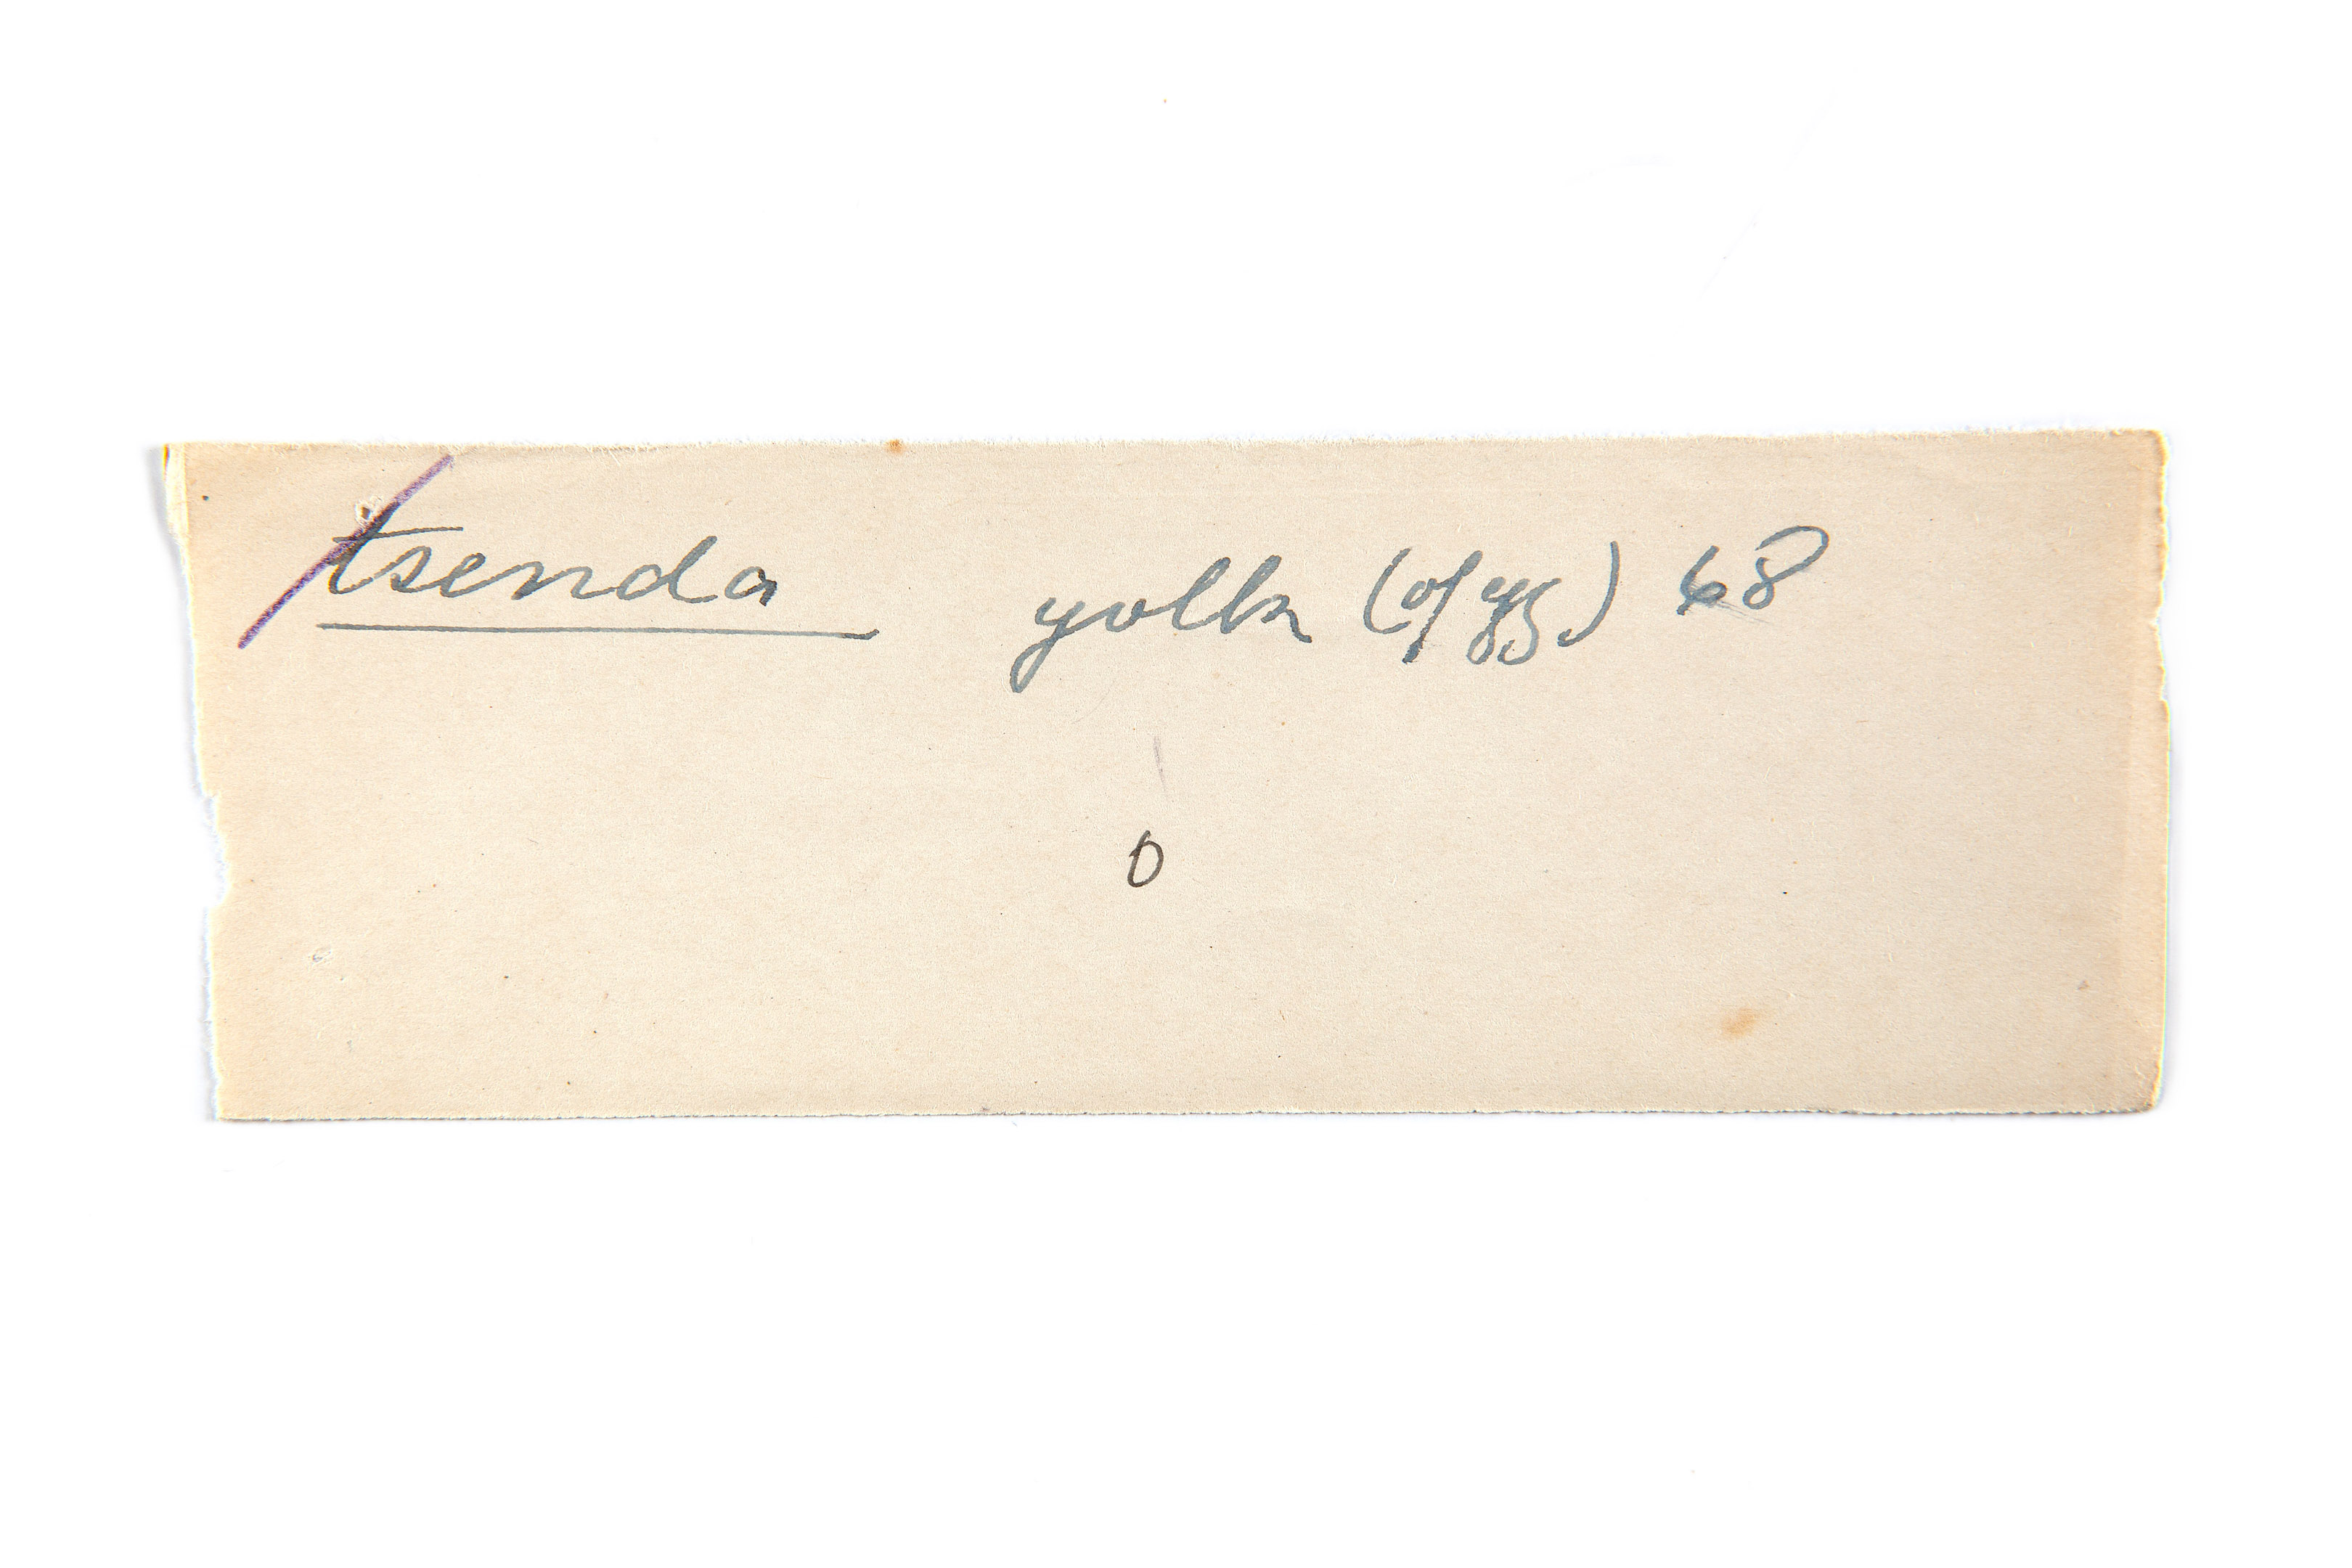 tsenda yolk (of egg) 68
0